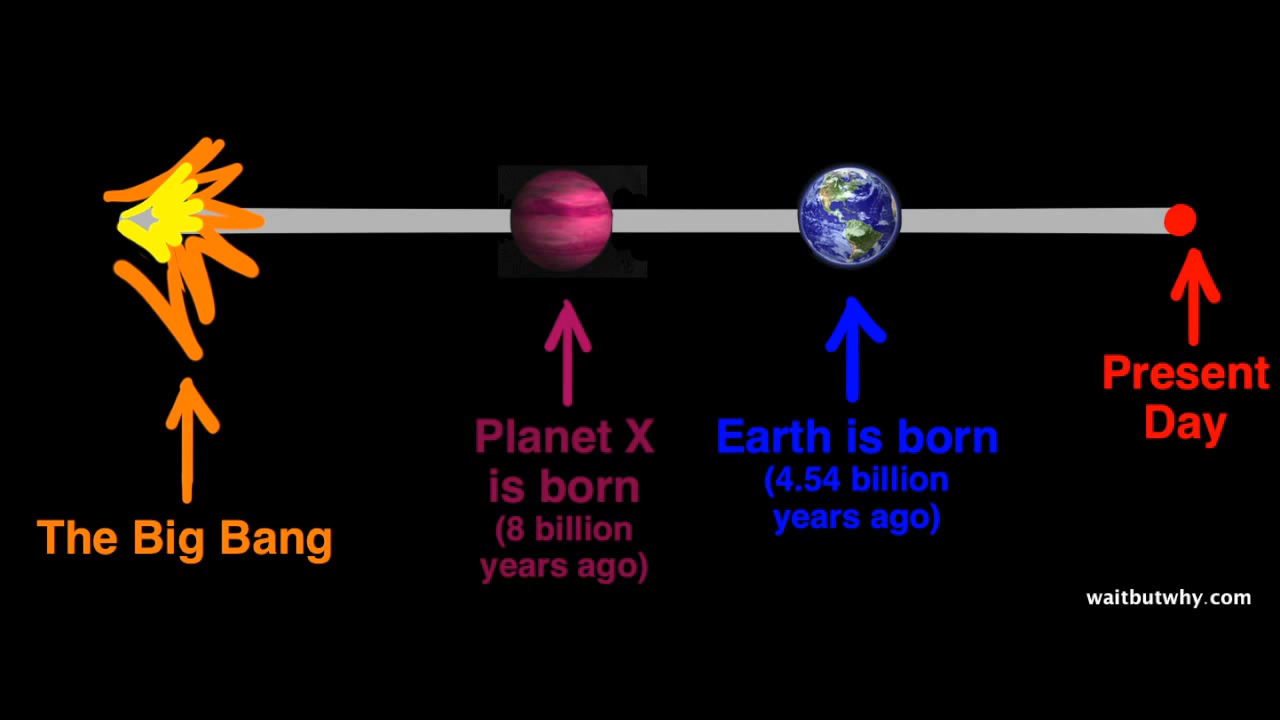 The Big Bang
Planet X
is born
(8 billion
years ago)
Earth is born
(4.54 billion
years ago)
Present
Day
waitbutwhy.com